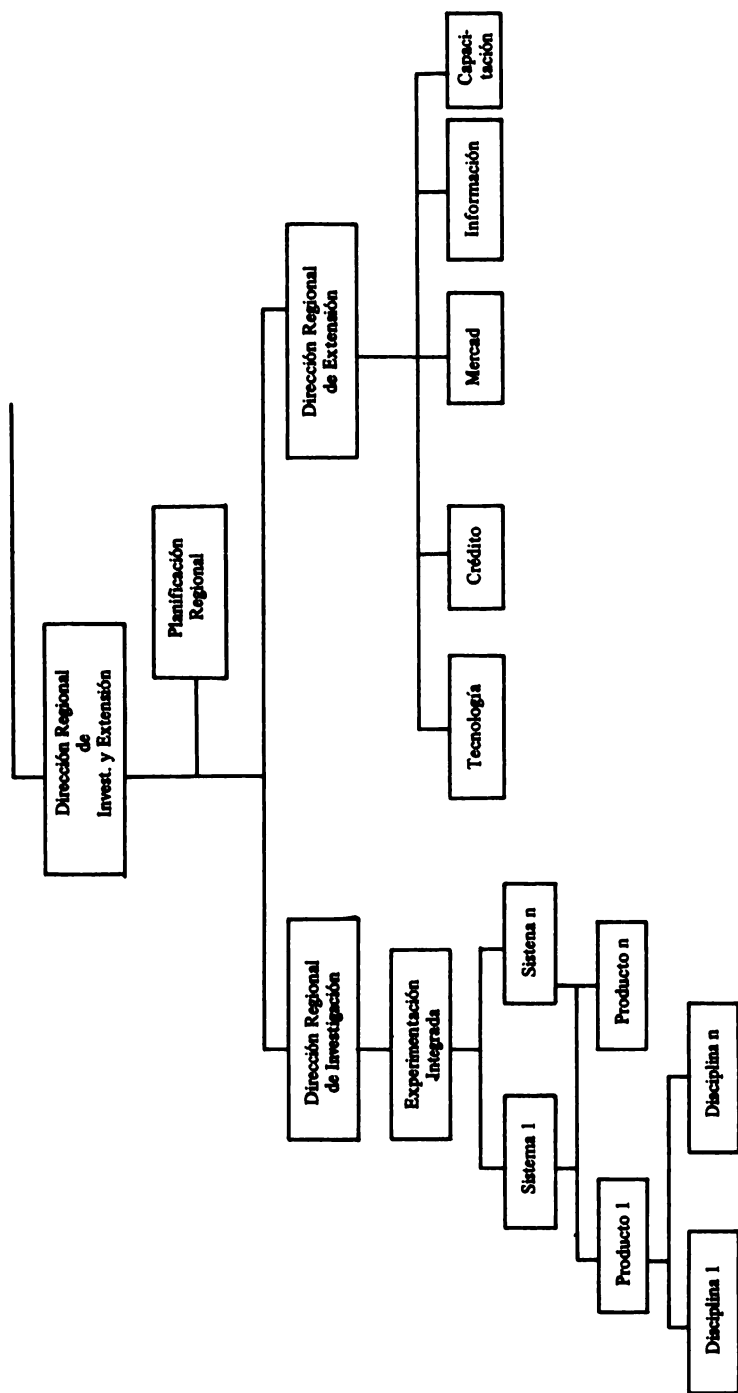 Dirección Regional
de
Invest. y Extensión
Planificación
Regional
Dirección Regional
de Investigación
Dirección Regional
de Extensión
Experimentación
Integrada
Sistema 1
Sistena n
Producto 1
Producto n
Disciplina 1
Disciplina n
Tecnología
Crédito
Mercad
Información
Capaci-
tación